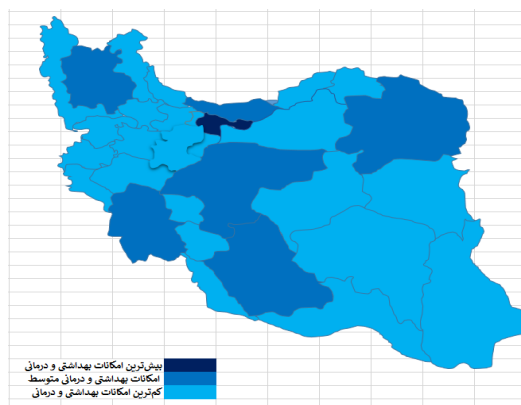 بیش‌ترین امکانات بهداشتی و درمانی
امکانات بهداشتی و درمانی متوسط
کم‌ترین امکانات بهداشتی و درمانی